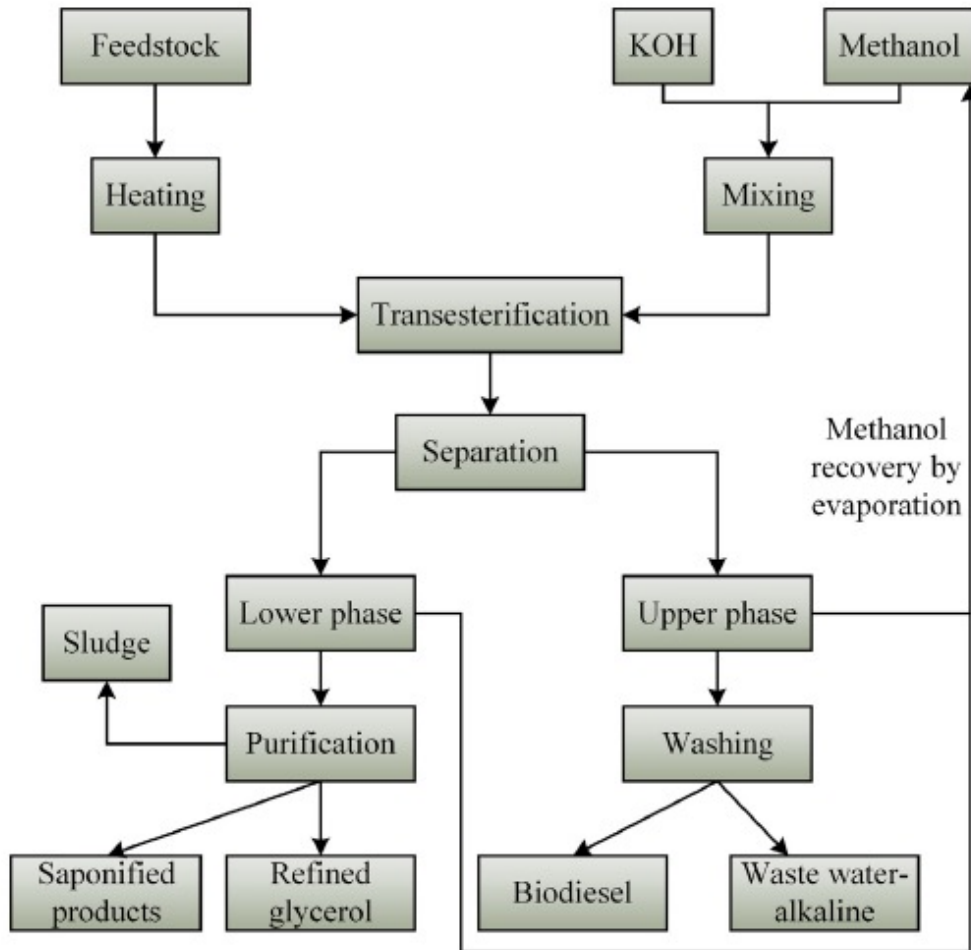 Feedstock
KOH
Methanol
Heating
Mixing
Transesterification
Separation
Methanol
recovery by
evaporation
Lower phase
Upper phase
Sludge
Purification
Washing
Saponified
products
Refined
glycerol
Biodiesel
Waste water-
alkaline